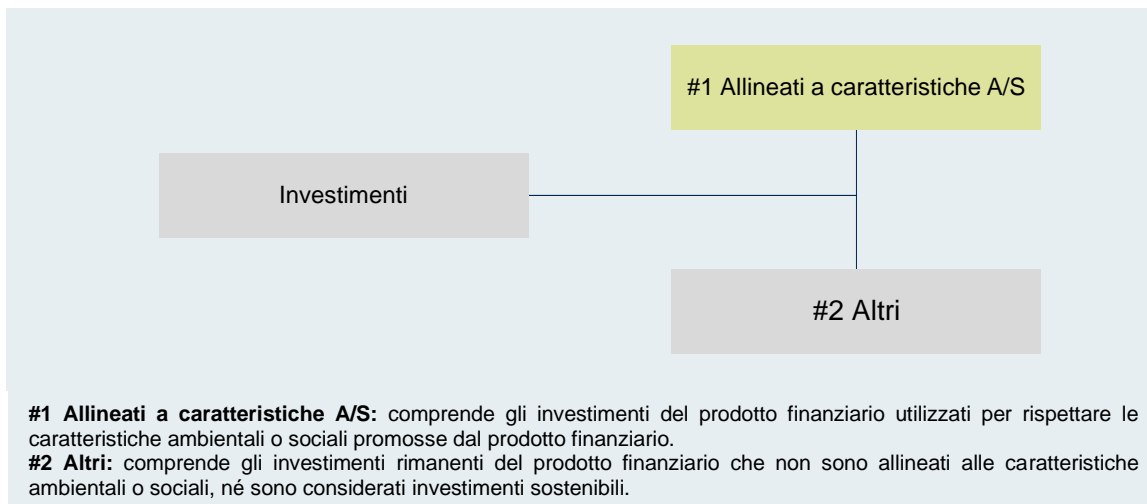 #1 Allineati a caratteristiche A/S
Investimenti
#2 Altri
#1 Allineati a caratteristiche A/S: comprende gli investimenti del prodotto finanziario utilizzati per rispettare le
caratteristiche ambientali o sociali promosse dal prodotto finanziario.
#2 Altri: comprende gli investimenti rimanenti del prodotto finanziario che non sono allineati alle caratteristiche
ambientali o sociali, né sono considerati investimenti sostenibili.